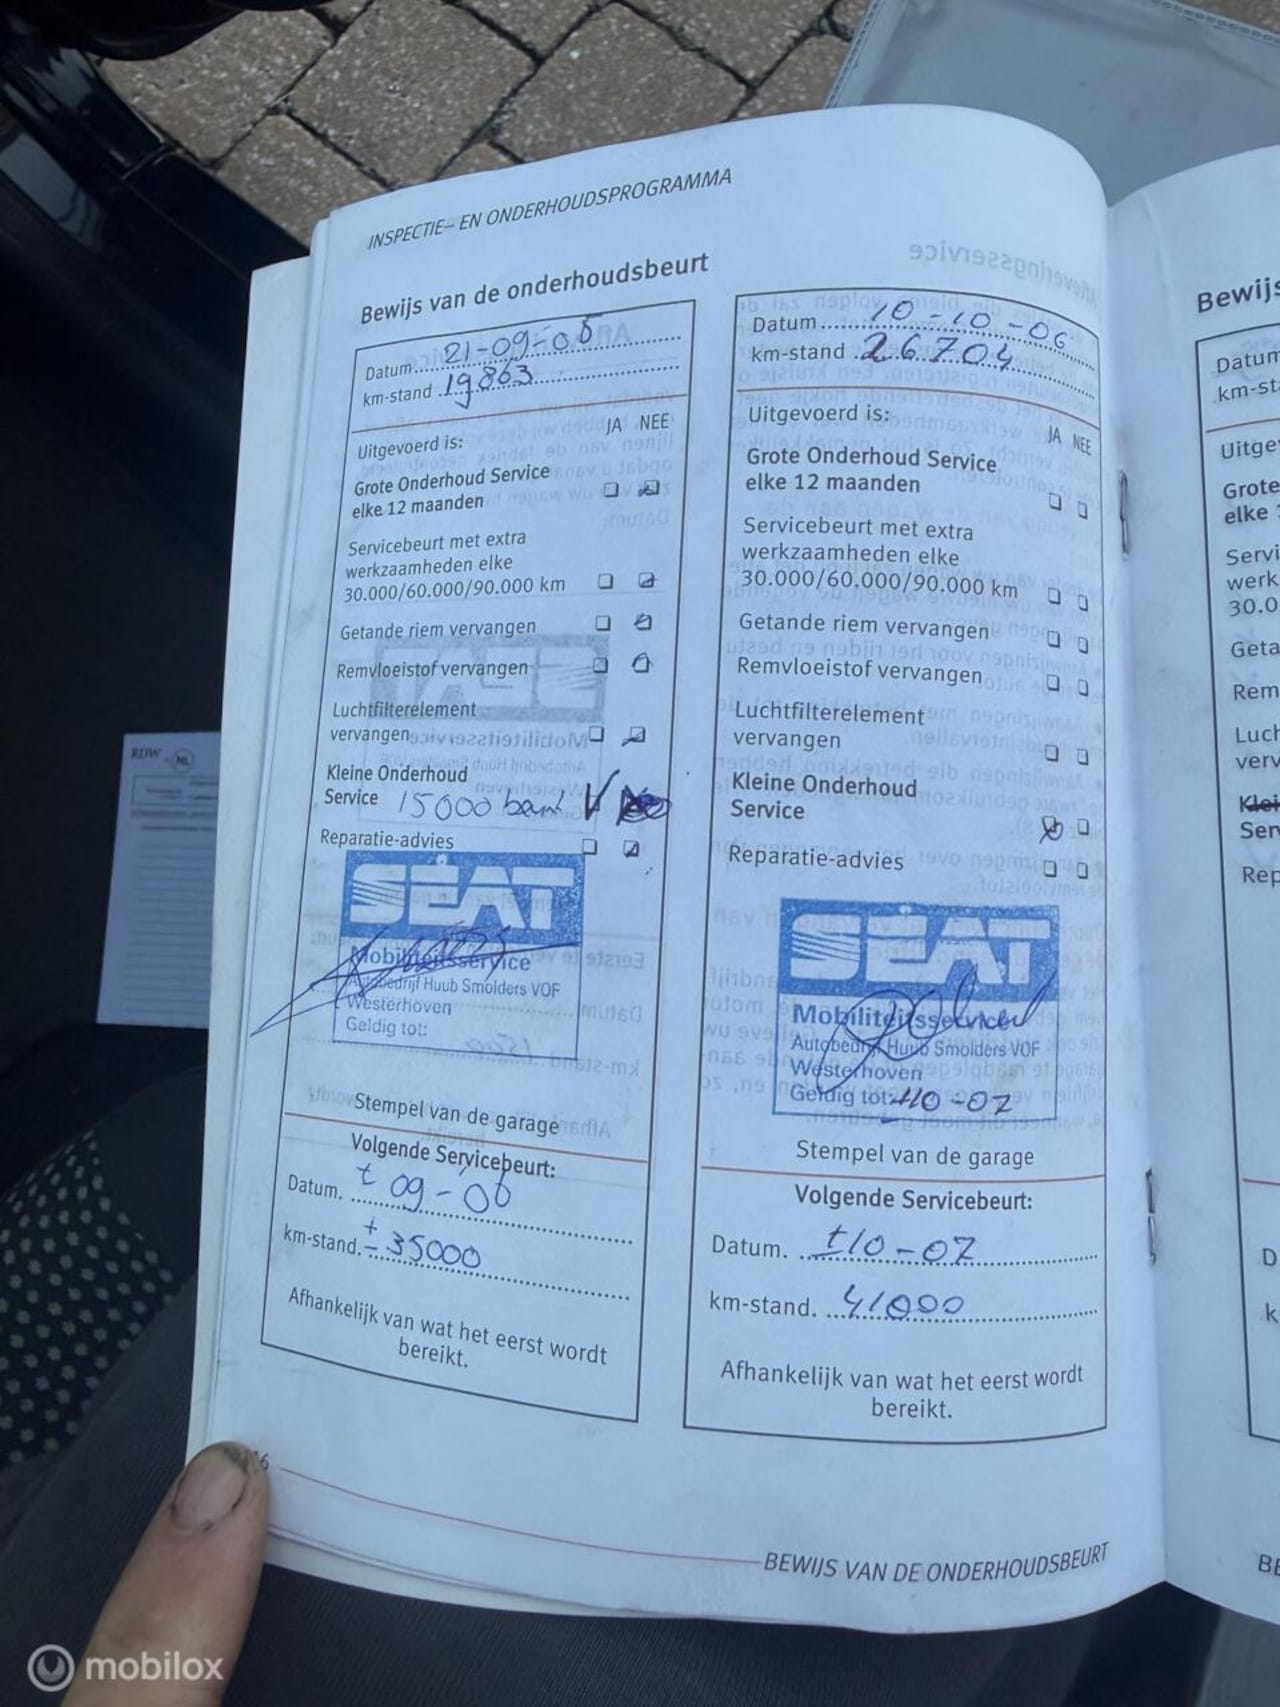 INSPECTIE- EN ONDERHOUDSPROGRAMMA
Bewijs van de onderhoudsbeurt
Datum 21-09-05
km-stand 19863
Uitgevoerd is:
JA NEE
Grote Onderhoud Service
elke 12 maanden
Servicebeurt met extra
werkzaamheden elke
30.000/60.000/90.000 km
Getande riem vervangen
Remvloeistof vervangen
Luchtfilterelement
vervangen
Kleine Onderhoud
Service 15000
Reparatie-advies
SEAT
Mobiliteitsservice
Autobedrijf Huub Smolders VOF
Westerhoven
Geldig tot:
Stempel van de garage
Volgende Servicebeurt:
Datum. 09-06
km-stand. ± 35000
Afhankelijk van wat het eerst wordt
bereikt.
Datum 10-10-06
km-stand 26704
Uitgevoerd is:
JA NEE
Grote Onderhoud Service
elke 12 maanden
Servicebeurt met extra
werkzaamheden elke
30.000/60.000/90.000 km
Getande riem vervangen
Remvloeistof vervangen
Luchtfilterelement
vervangen
Kleine Onderhoud
Service
Reparatie-advies
SEAT
Mobiliteitsservice
Autobedrijf Huub Smolders VOF
Westerhoven
Geldig tot: ±10-07
Stempel van de garage
Volgende Servicebeurt:
Datum. ±10-07
km-stand. 41000
Afhankelijk van wat het eerst wordt
bereikt.
BEWIJS VAN DE ONDERHOUDSBEURT
RDW
NL
mobilox